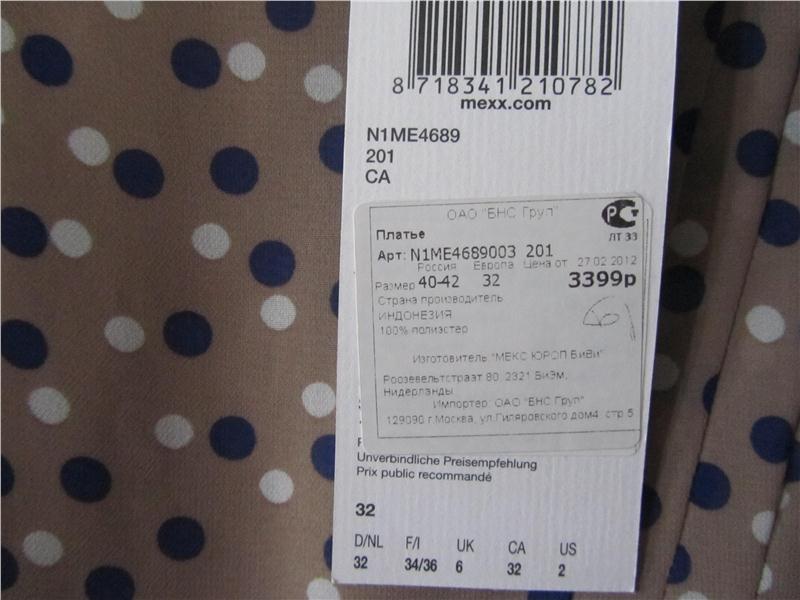 8 718341 210782
mexx.com
N1ME4689
201
CA
ОАО "БНС Груп"
Платье
ЛТ 33
Арт: N1ME4689003 201
Россия Европа Цена от 27.02.2012
Размер 40-42 32 3399р
Страна производитель
ИНДОНЕЗИЯ
100% полиэстер
Изготовитель "МЕКС ЮРОП БиВи"
Роозевельтстраат 80, 2321 БиЭм,
Нидерланды
Импортер: ОАО "БНС Груп"
129090 г.Москва, ул.Гиляровского дом4, стр.5
Unverbindliche Preisempfehlung
Prix public recommandé
32
D/NL F/I UK CA US
32 34/36 6 32 2